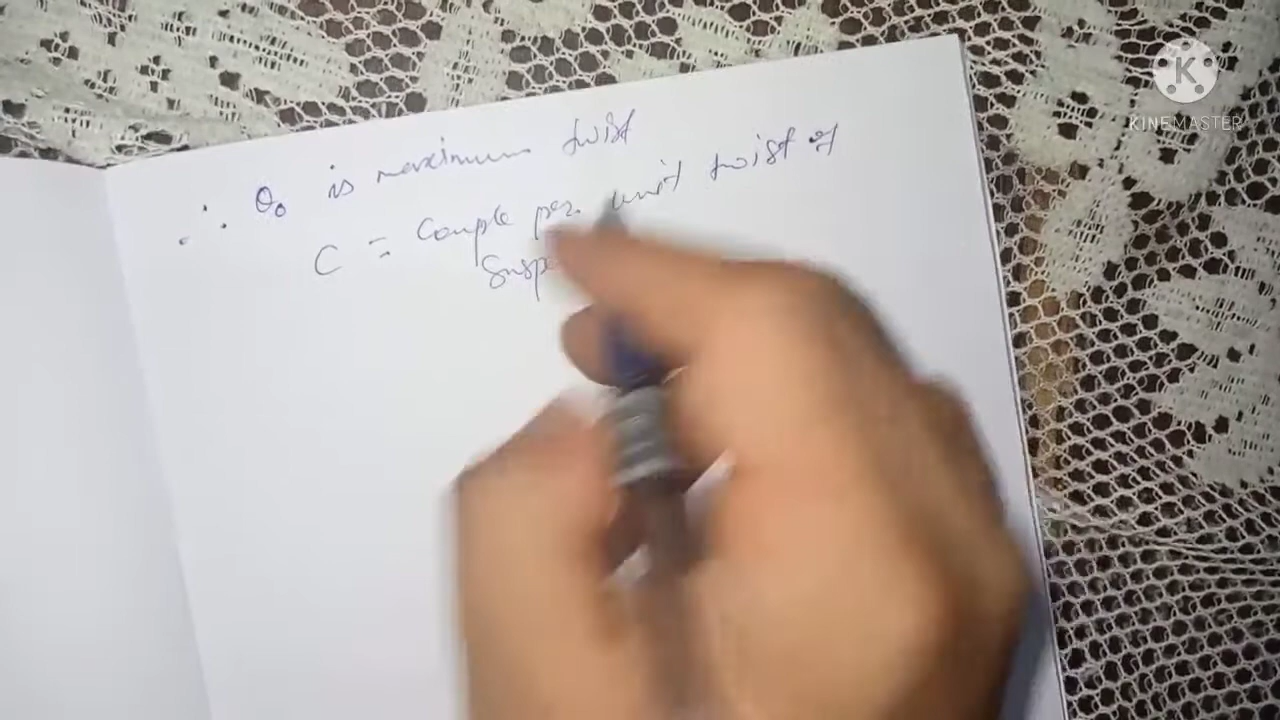 ∴ θ₀ is maximum twist
C = Couple per unit twist of
K
KINEMASTER